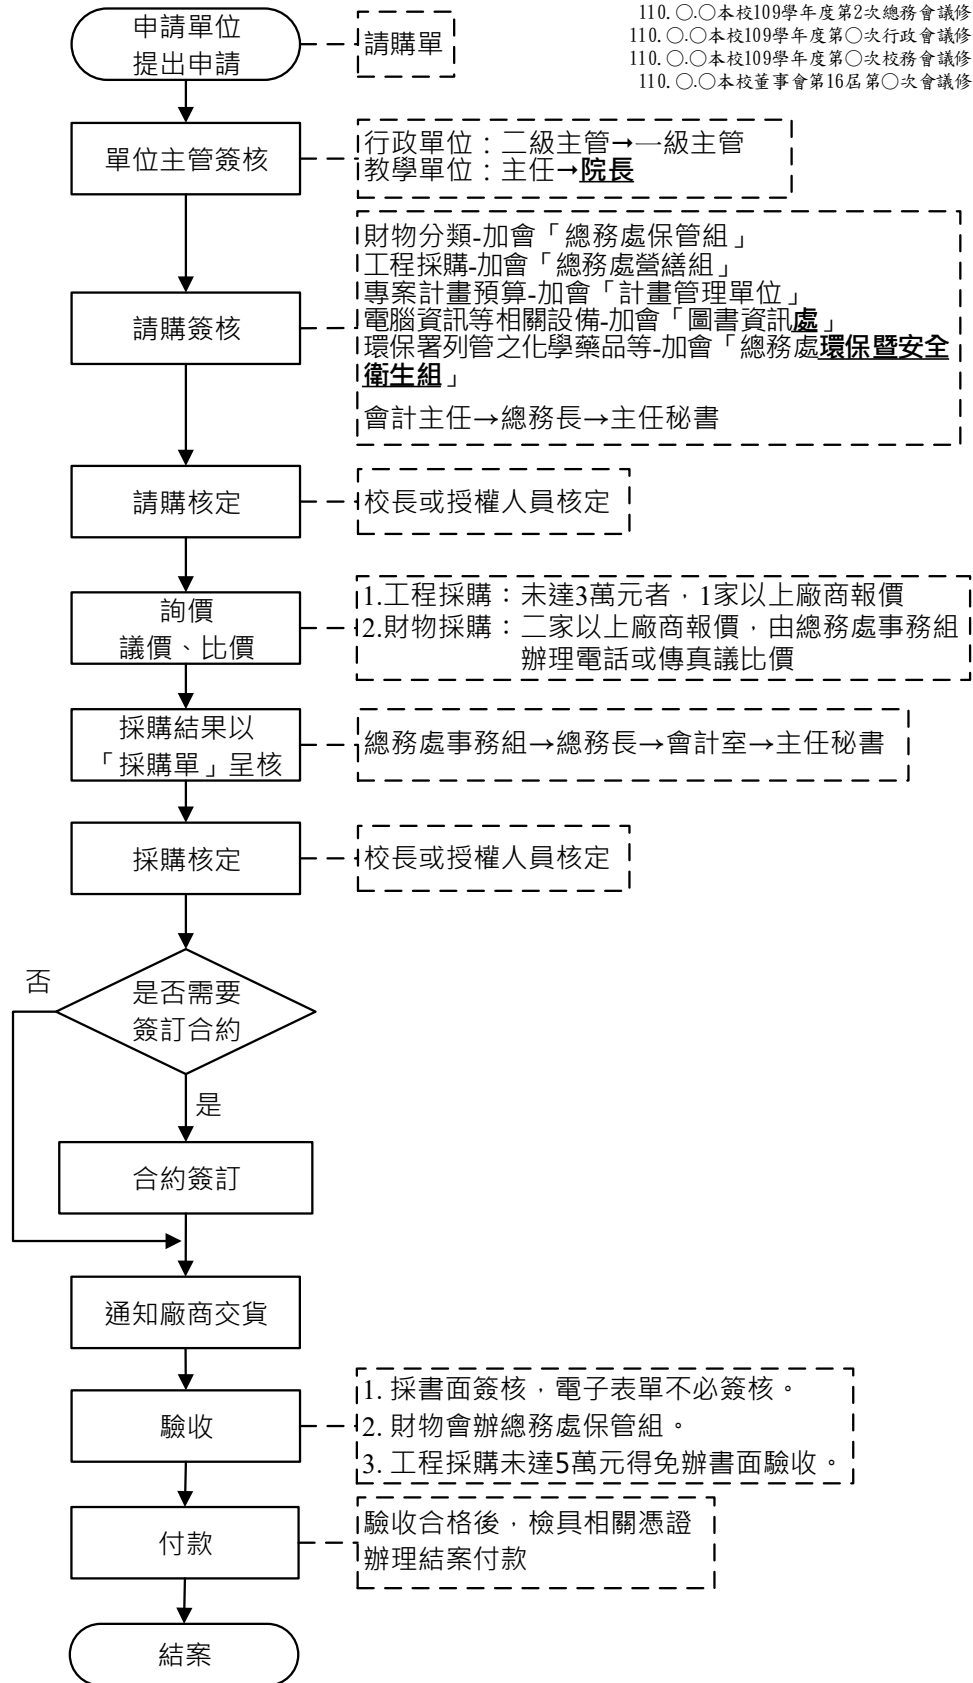 110.○.○本校109學年度第2次總務會議修
110.○.○本校109學年度第○次行政會議修
110.○.○本校109學年度第○次校務會議修
110.○.○本校董事會第16屆第○次會議修
申請單位
提出申請
請購單
單位主管簽核
行政單位：二級主管→一級主管
教學單位：主任→院長
請購簽核
財物分類-加會「總務處保管組」
工程採購-加會「總務處營繕組」
專案計畫預算-加會「計畫管理單位」
電腦資訊等相關設備-加會「圖書資訊處」
環保署列管之化學藥品等-加會「總務處環保暨安全
衛生組」
會計主任→總務長→主任秘書
請購核定
校長或授權人員核定
詢價
議價、比價
1.工程採購：未達3萬元者，1家以上廠商報價
2.財物採購：二家以上廠商報價，由總務處事務組
辦理電話或傳真議比價
採購結果以
「採購單」呈核
總務處事務組→總務長→會計室→主任秘書
採購核定
校長或授權人員核定
是否需要
簽訂合約
否
是
合約簽訂
通知廠商交貨
驗收
1. 採書面簽核，電子表單不必簽核。
2. 財物會辦總務處保管組。
3. 工程採購未達5萬元得免辦書面驗收。
付款
驗收合格後，檢具相關憑證
辦理結案付款
結案